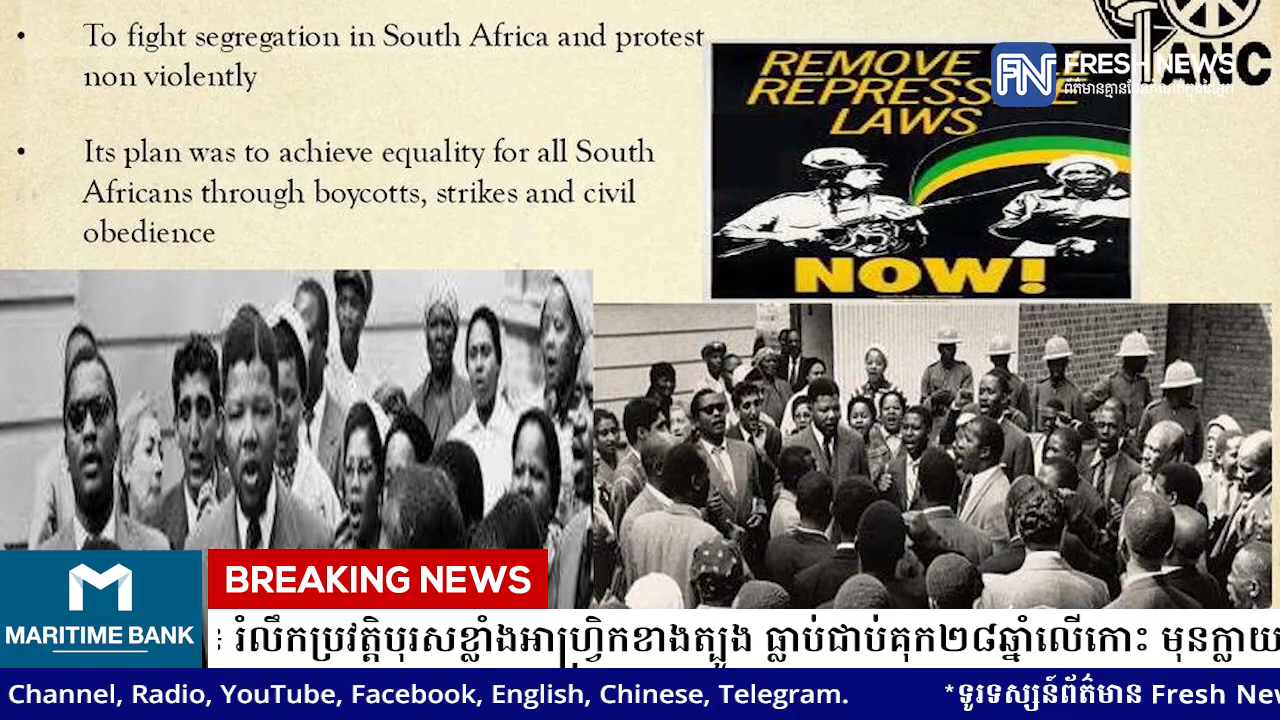 • To fight segregation in South Africa and protest
non violently
• Its plan was to achieve equality for all South
Africans through boycotts, strikes and civil
obedience
REMOVE
REPRESS
LAWS
NOW!
ANC
FRESH NEWS
BREAKING NEWS
MARITIME BANK
រំលឹកប្រវត្តិបុរសខ្លាំងអាហ្វ្រិកខាងត្បូង ធ្លាប់ជាប់គុក២៨ឆ្នាំលើកោះ មុនក្លាយ
Channel, Radio, YouTube, Facebook, English, Chinese, Telegram. *ទូរទស្សន៍ព័ត៌មាន Fresh New